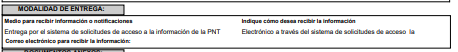 MODALIDAD DE ENTREGA:
Medio para recibir información o notificaciones Indique cómo desea recibir la información
Entrega por el sistema de solicitudes de acceso a la información de la PNT Electrónico a través del sistema de solicitudes de acceso la
Correo electrónico para recibir la información:
DOCUMENTOS ANEXOS: